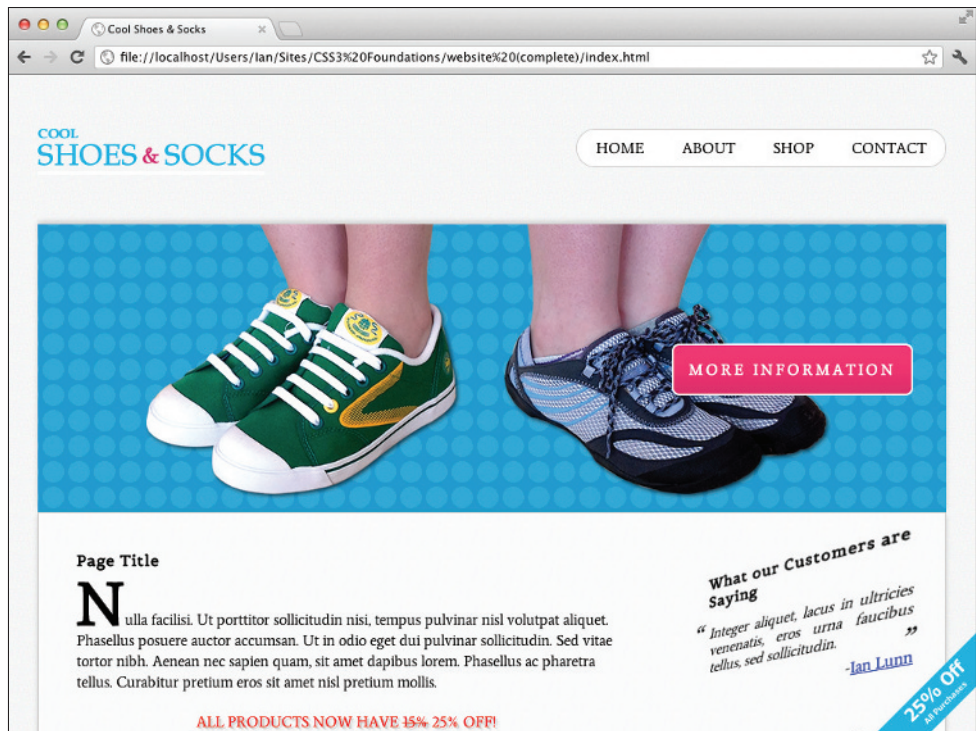 Cool Shoes & Socks
file://localhost/Users/Ian/Sites/CSS3%20Foundations/website%20(complete)/index.html
COOL
SHOES & SOCKS
HOME ABOUT SHOP CONTACT
MORE INFORMATION
Page Title
Nulla facilisi. Ut porttitor sollicitudin nisi, tempus pulvinar nisl volutpat aliquet.
Phasellus posuere auctor accumsan. Ut in odio eget dui pulvinar sollicitudin. Sed vitae
tortor nibh. Aenean nec sapien quam, sit amet dapibus lorem. Phasellus ac pharetra
tellus. Curabitur pretium eros sit amet nisl pretium mollis.
ALL PRODUCTS NOW HAVE 15% 25% OFF!
What our Customers are
Saying
“ Integer aliquet, lacus in ultricies
venenatis, eros urna faucibus
tellus, sed sollicitudin. ”
-Ian Lunn
25% Off
All Purchases